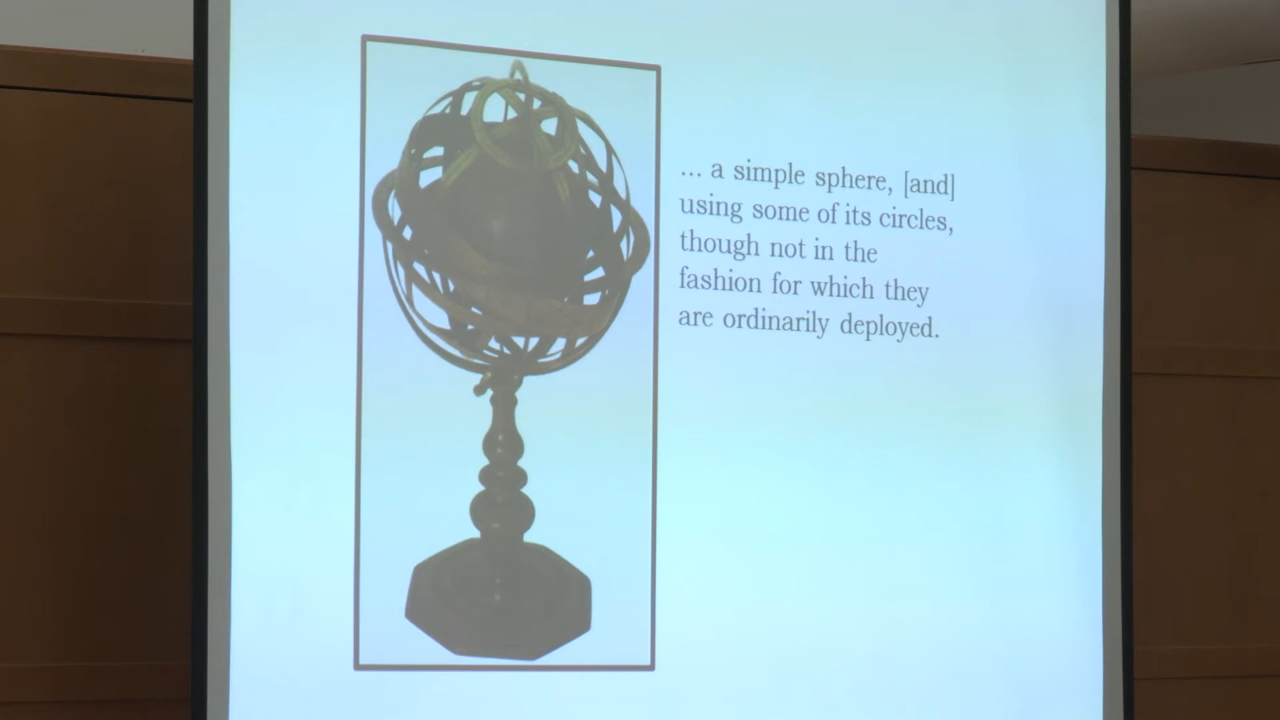 ... a simple sphere, [and]
using some of its circles,
though not in the
fashion for which they
are ordinarily deployed.